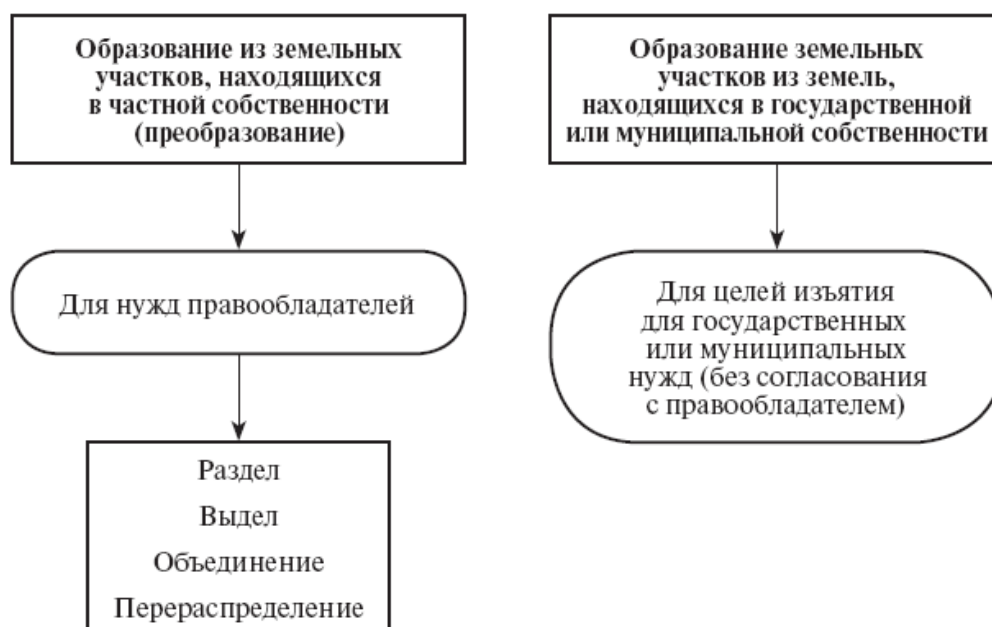 Образование из земельных
участков, находящихся
в частной собственности
(преобразование)
Для нужд правообладателей
Раздел
Выдел
Объединение
Перераспределение
Образование земельных
участков из земель,
находящихся в государственной
или муниципальной собственности
Для целей изъятия
для государственных
или муниципальных
нужд (без согласования
с правообладателем)